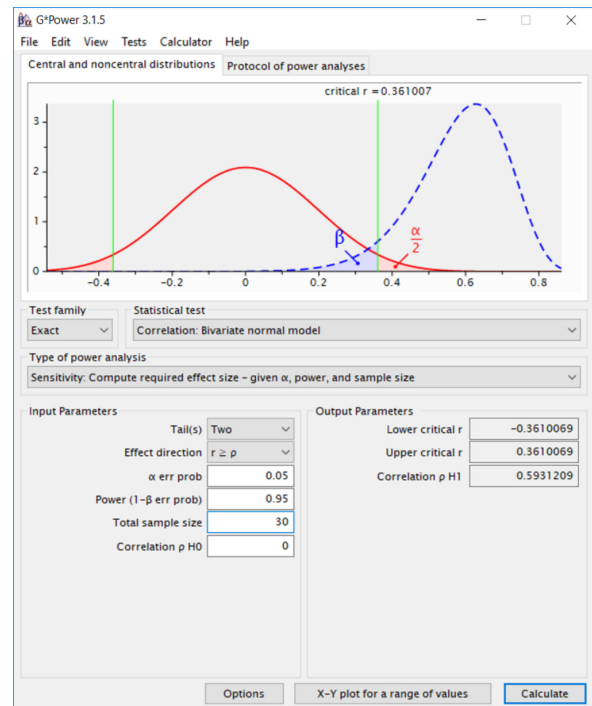 βα G*Power 3.1.5
File Edit View Tests Calculator Help
Central and noncentral distributions Protocol of power analyses
critical r = 0.361007
3
2
1
0
β
α
2
-0.4 -0.2 0 0.2 0.4 0.6 0.8
Test family Statistical test
Exact Correlation: Bivariate normal model
Type of power analysis
Sensitivity: Compute required effect size – given α, power, and sample size
Input Parameters Output Parameters
Tail(s) Two Lower critical r -0.3610069
Effect direction r ≥ ρ Upper critical r 0.3610069
α err prob 0.05 Correlation ρ H1 0.5931209
Power (1-β err prob) 0.95
Total sample size 30
Correlation ρ H0 0
Options X-Y plot for a range of values Calculate